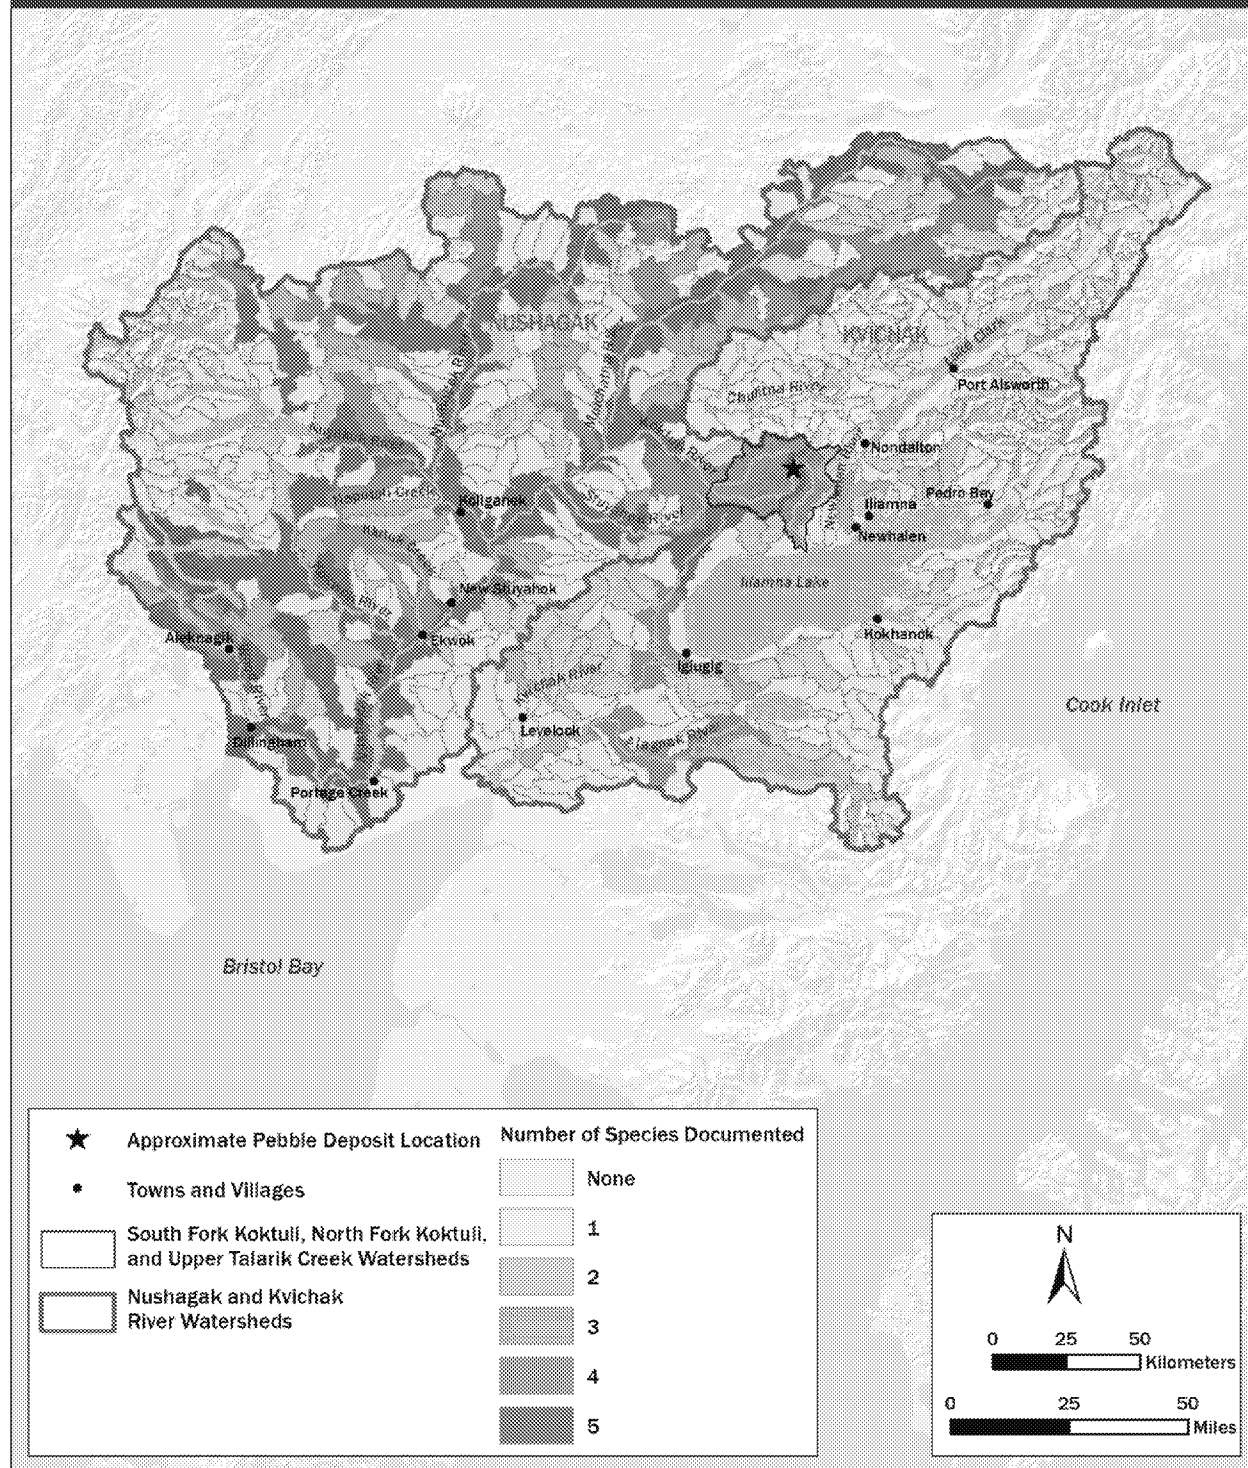 NUSHAGAK
KVICHAK
Lake Clark
Port Alsworth
Chulitna River
Nondalton
Koliganek
Pedro Bay
Iliamna
Newhalen
Iliamna Lake
New Stuyahok
Aleknagik
Ekwok
Kokhanok
Igiugig
Kvichak River
Levelock
Alagnak River
Dillingham
Portage Creek
Cook Inlet
Bristol Bay
Approximate Pebble Deposit Location
Towns and Villages
South Fork Koktuli, North Fork Koktuli,
and Upper Talarik Creek Watersheds
Nushagak and Kvichak
River Watersheds
Number of Species Documented
None
1
2
3
4
5
N
0 25 50
Kilometers
0 25 50
Miles